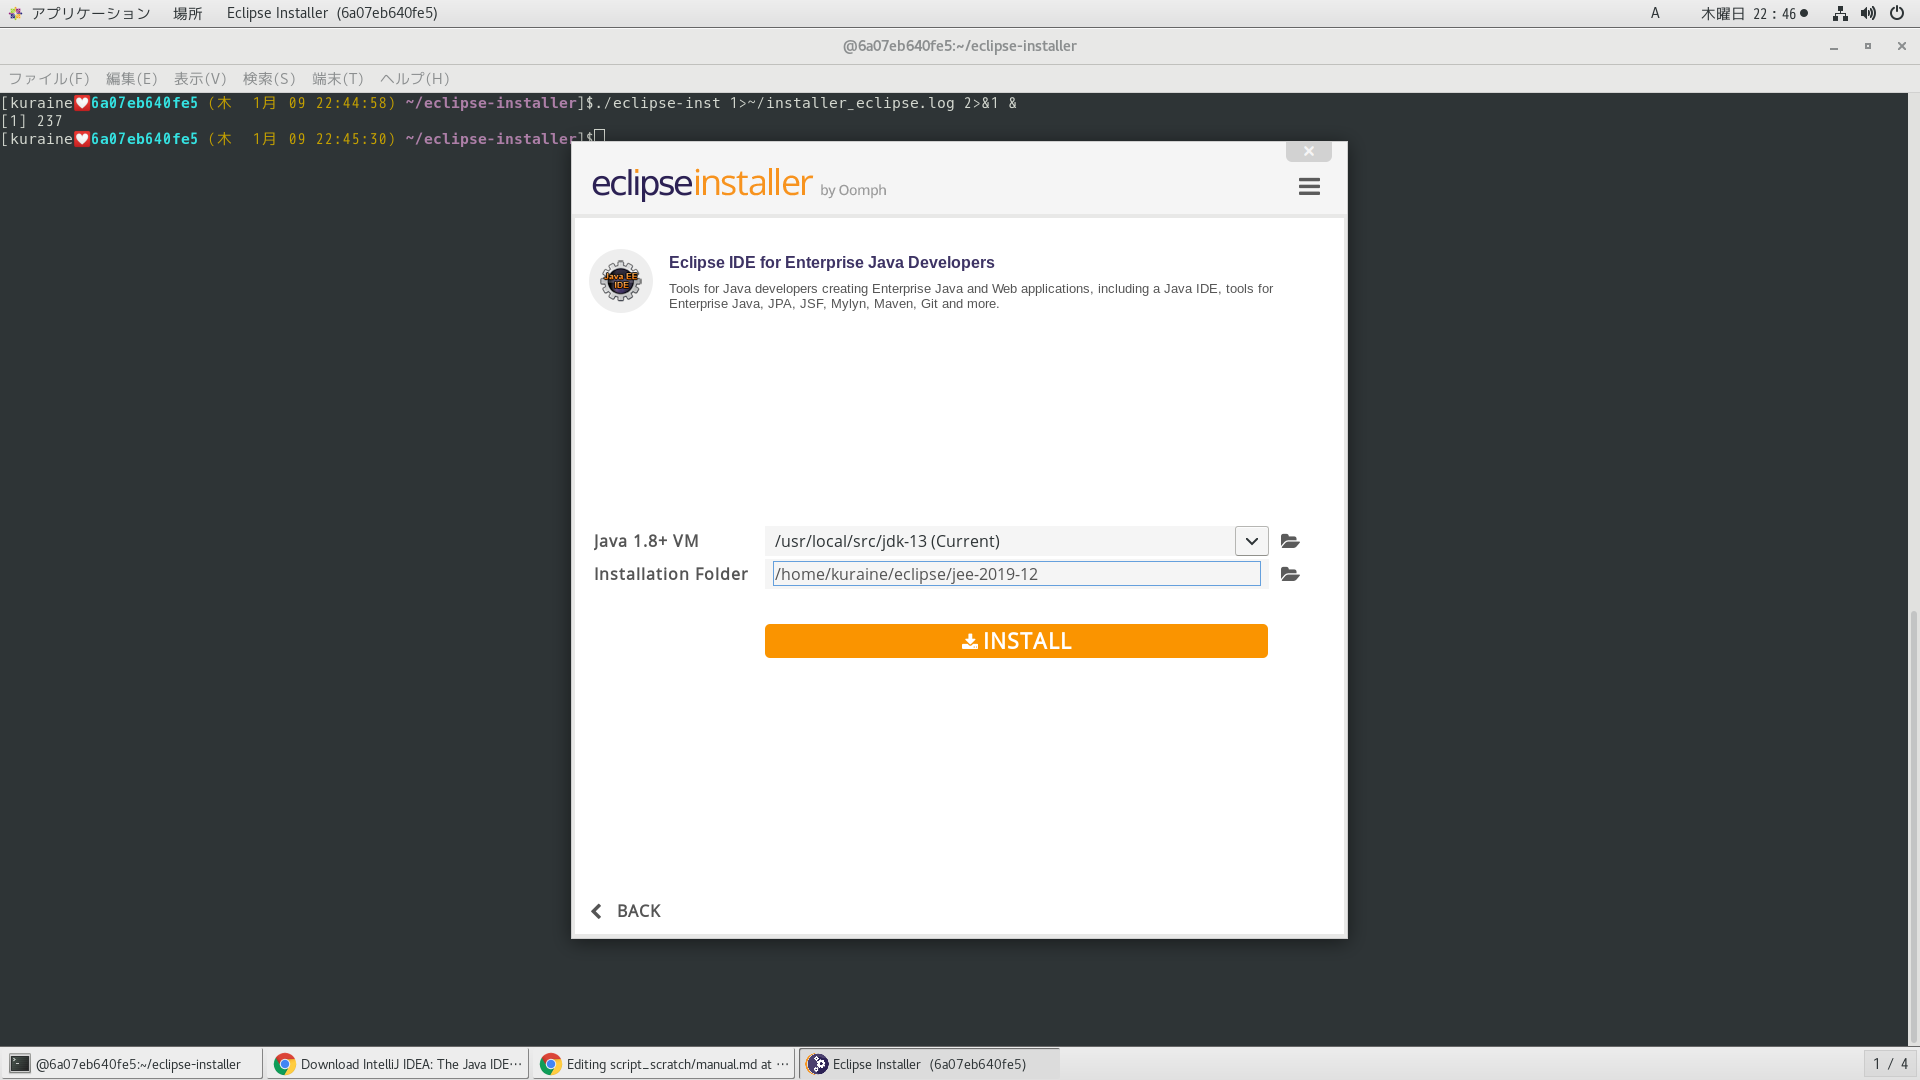 アプリケーション 場所 Eclipse Installer (6a07eb640fe5) A 木曜日 22：46
@6a07eb640fe5:~/eclipse-installer
ファイル(F) 編集(E) 表示(V) 検索(S) 端末(T) ヘルプ(H)
[kuraine❤6a07eb640fe5 (木 1月 09 22:44:58) ~/eclipse-installer]$./eclipse-inst 1>~/installer_eclipse.log 2>&1 &
[1] 237
[kuraine❤6a07eb640fe5 (木 1月 09 22:45:30) ~/eclipse-installer]$
eclipseinstaller by Oomph
Java EE
IDE
Eclipse IDE for Enterprise Java Developers
Tools for Java developers creating Enterprise Java and Web applications, including a Java IDE, tools for
Enterprise Java, JPA, JSF, Mylyn, Maven, Git and more.
Java 1.8+ VM /usr/local/src/jdk-13 (Current)
Installation Folder /home/kuraine/eclipse/jee-2019-12
INSTALL
BACK
@6a07eb640fe5:~/eclipse-installer Download IntelliJ IDEA: The Java IDE… Editing script_scratch/manual.md at … Eclipse Installer (6a07eb640fe5) 1 / 4